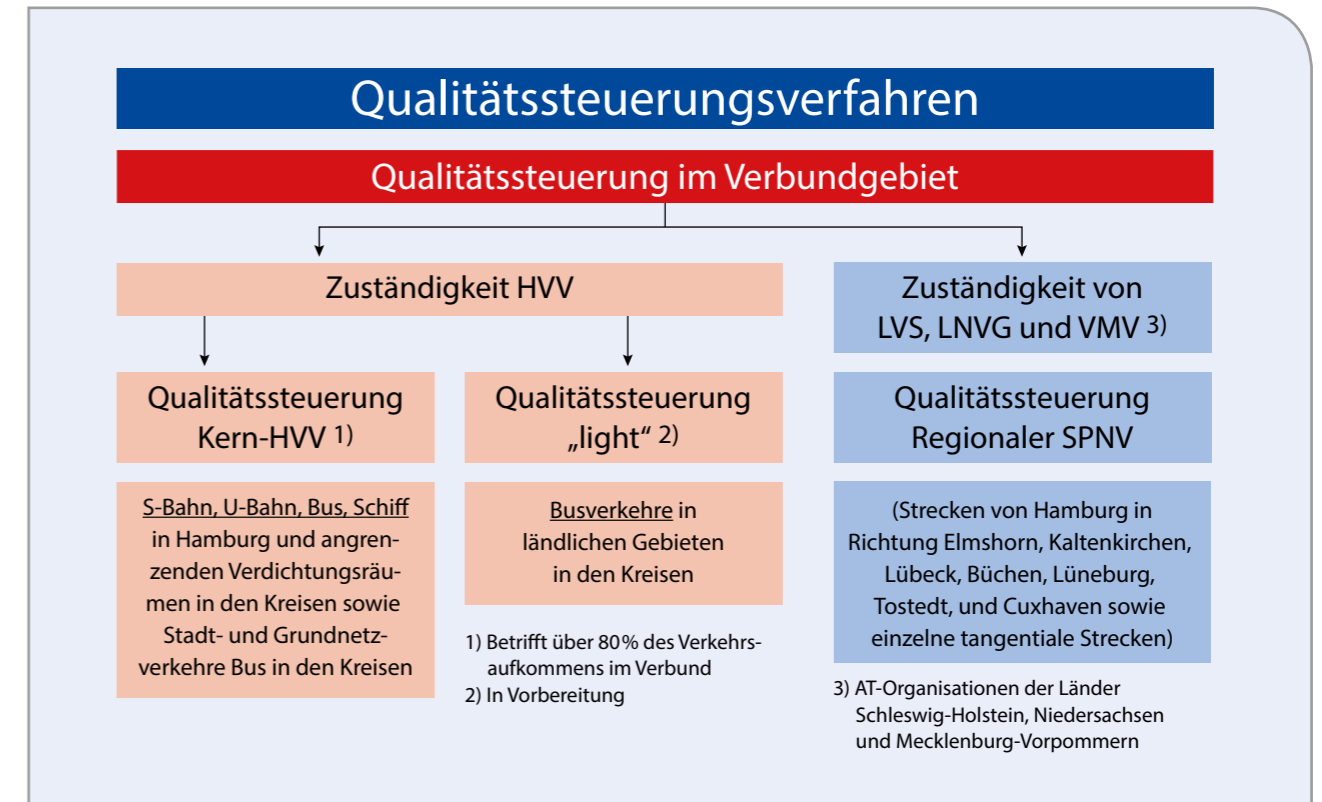 Qualitätssteuerungsverfahren
Qualitätssteuerung im Verbundgebiet
Zuständigkeit HVV
Qualitätssteuerung
Kern-HVV 1)
S-Bahn, U-Bahn, Bus, Schiff
in Hamburg und angren-
zenden Verdichtungsräu-
men in den Kreisen sowie
Stadt- und Grundnetz-
verkehre Bus in den Kreisen
Qualitätssteuerung
„light“ 2)
Busverkehre in
ländlichen Gebieten
in den Kreisen
1) Betrifft über 80% des Verkehrs-
aufkommens im Verbund
2) In Vorbereitung
Zuständigkeit von
LVS, LNVG und VMV 3)
Qualitätssteuerung
Regionaler SPNV
(Strecken von Hamburg in
Richtung Elmshorn, Kaltenkirchen,
Lübeck, Büchen, Lüneburg,
Tostedt, und Cuxhaven sowie
einzelne tangentiale Strecken)
3) AT-Organisationen der Länder
Schleswig-Holstein, Niedersachsen
und Mecklenburg-Vorpommern